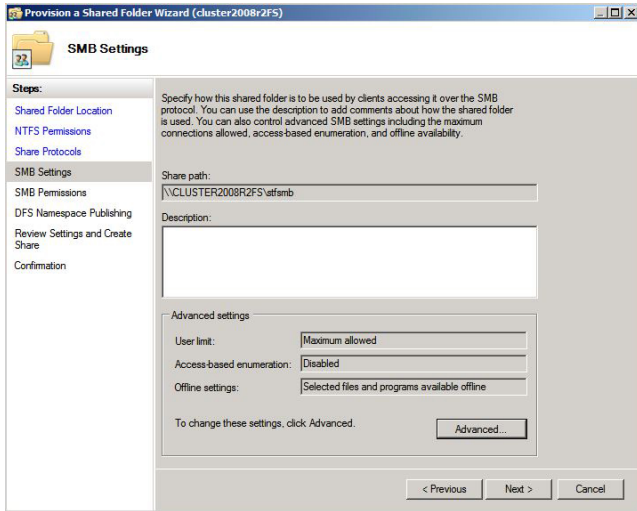 Provision a Shared Folder Wizard (cluster2008r2FS)
SMB Settings
Steps:
Shared Folder Location
NTFS Permissions
Share Protocols
SMB Settings
SMB Permissions
DFS Namespace Publishing
Review Settings and Create
Share
Confirmation
Specify how this shared folder is to be used by clients accessing it over the SMB
protocol. You can use the description to add comments about how the shared folder
is used. You can also control advanced SMB settings including the maximum
connections allowed, access-based enumeration, and offline availability.
Share path:
\\CLUSTER2008R2FS\stfsmb
Description:
Advanced settings
User limit:
Maximum allowed
Access-based enumeration:
Disabled
Offline settings:
Selected files and programs available offline
To change these settings, click Advanced.
Advanced...
< Previous
Next >
Cancel